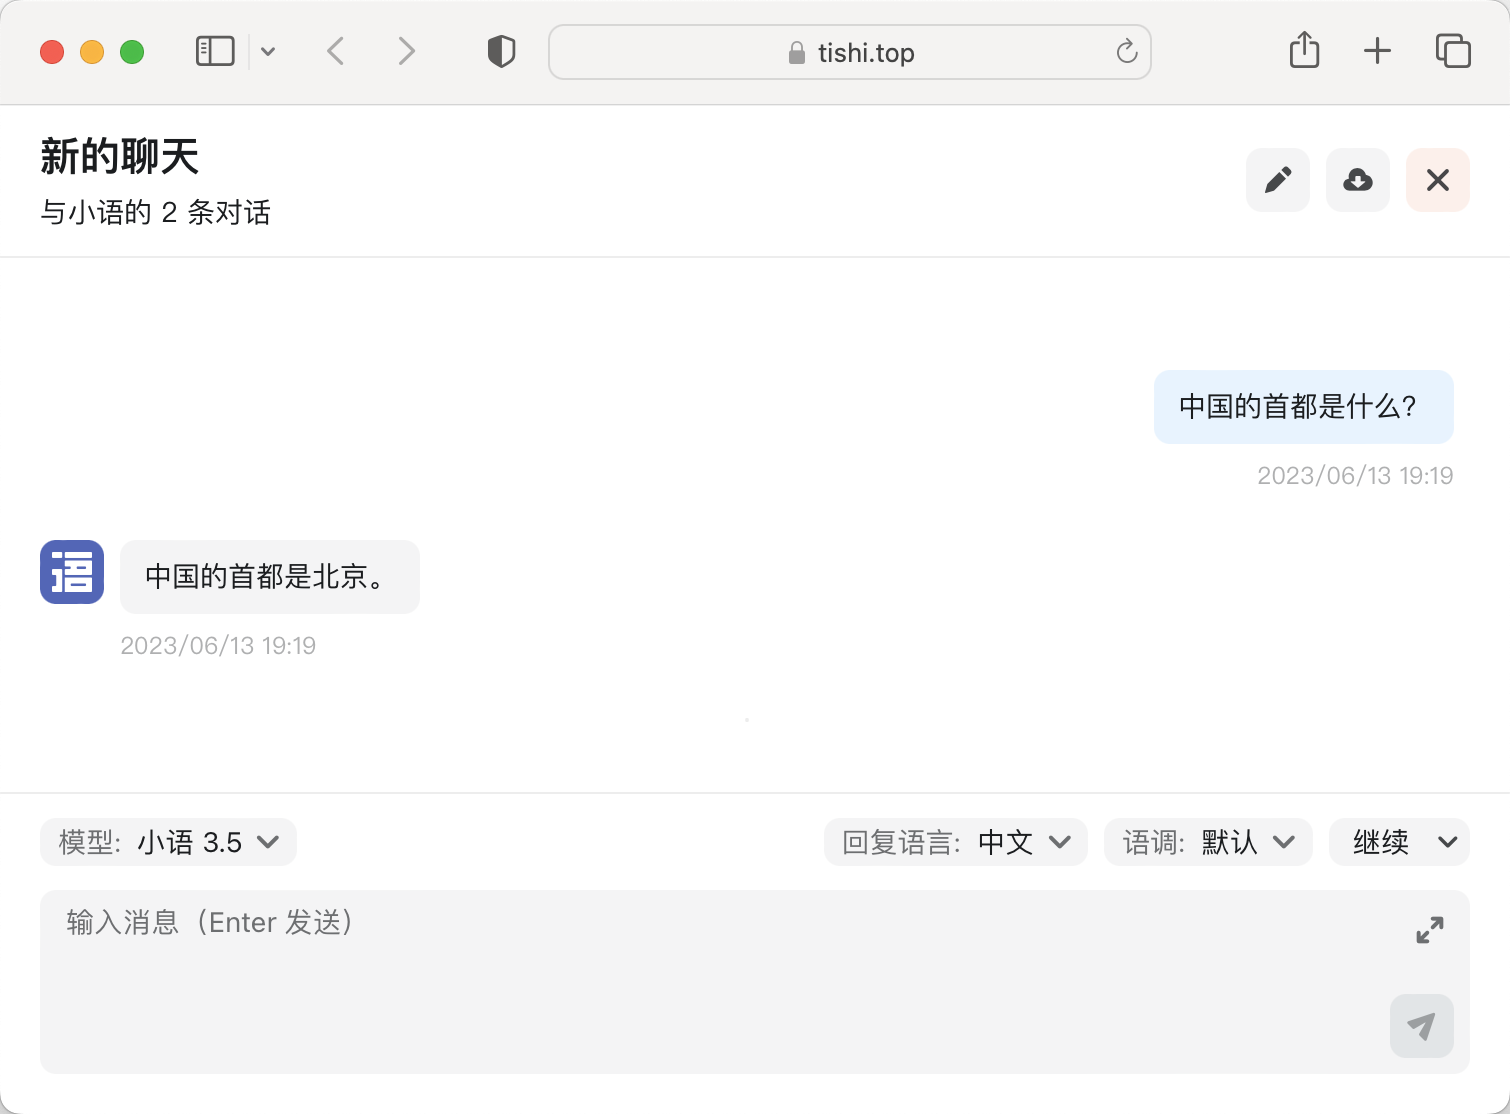 tishi.top
新的聊天
与小语的 2 条对话
中国的首都是什么?
2023/06/13 19:19
语
中国的首都是北京。
2023/06/13 19:19
模型: 小语 3.5
回复语言: 中文
语调: 默认
继续
输入消息（Enter 发送）